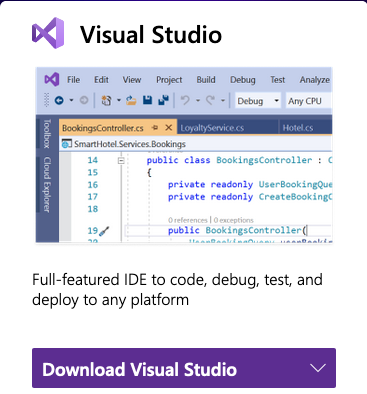 Visual Studio
File Edit View Project Build Debug Test Analyze
Debug Any CPU
BookingsController.cs LoyaltyService.cs Hotel.cs
Toolbox
Cloud Explorer
SmartHotel.Services.Bookings
14 public class BookingsController : C
15 {
16 private readonly UserBookingQue
17 private readonly CreateBookingC
18
0 references | 0 exceptions
19 public BookingsController(
20 UserBookingQuery userBooking
Full-featured IDE to code, debug, test, and
deploy to any platform
Download Visual Studio